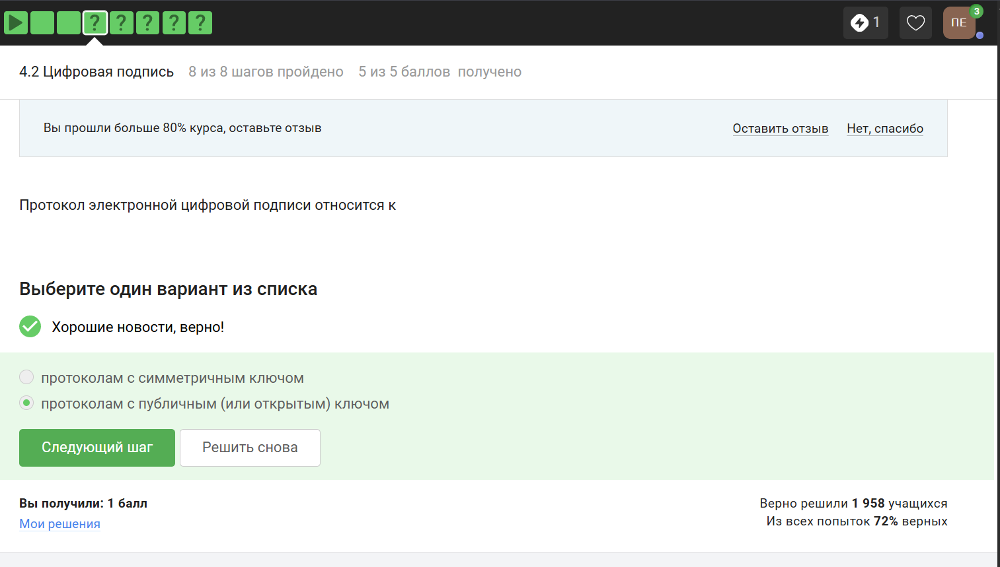 ? ? ? ? ?
1
ПЕ
3
4.2 Цифровая подпись 8 из 8 шагов пройдено 5 из 5 баллов получено
Вы прошли больше 80% курса, оставьте отзыв Оставить отзыв Нет, спасибо
Протокол электронной цифровой подписи относится к
Выберите один вариант из списка
Хорошие новости, верно!
протоколам с симметричным ключом
протоколам с публичным (или открытым) ключом
Следующий шаг Решить снова
Вы получили: 1 балл
Мои решения
Верно решили 1 958 учащихся
Из всех попыток 72% верных